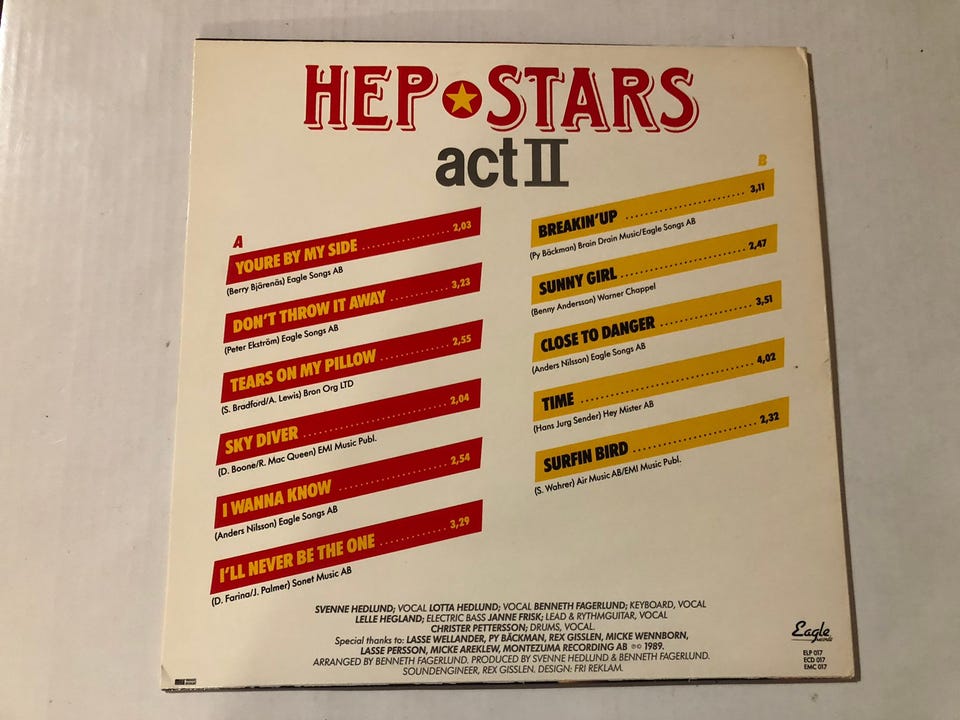 HEP STARS
act II
A
YOURE BY MY SIDE .................... 2,03
(Berry Bjärenäs) Eagle Songs AB
DON'T THROW IT AWAY ............ 3,23
(Peter Ekström) Eagle Songs AB
TEARS ON MY PILLOW .............. 2,55
(S. Bradford/A. Lewis) Bron Org LTD
SKY DIVER .............................. 2,04
(D. Boone/R. Mac Queen) EMI Music Publ.
I WANNA KNOW ...................... 2,54
(Anders Nilsson) Eagle Songs AB
I'LL NEVER BE THE ONE ............ 3,29
(D. Farina/J. Palmer) Sonet Music AB
B
BREAKIN'UP ........................ 3,11
(Py Bäckman) Brain Drain Music/Eagle Songs AB
SUNNY GIRL ........................ 2,47
(Benny Andersson) Warner Chappel
CLOSE TO DANGER .................. 3,51
(Anders Nilsson) Eagle Songs AB
TIME .................................. 4,02
(Hans Jurg Sender) Hey Mister AB
SURFIN BIRD ........................ 2,32
(S. Wahrer) Air Music AB/EMI Music Publ.
SVENNE HEDLUND; VOCAL LOTTA HEDLUND; VOCAL BENNETH FAGERLUND; KEYBOARD, VOCAL
LELLE HEGLAND; ELECTRIC BASS JANNE FRISK; LEAD & RYTHMGUITAR, VOCAL
CHRISTER PETTERSSON; DRUMS, VOCAL.
Special thanks to: LASSE WELLANDER, PY BÄCKMAN, REX GISSLEN, MICKE WENNBORN,
LASSE PERSSON, MICKE AREKLEW, MONTEZUMA RECORDING AB ℗© 1989.
ARRANGED BY BENNETH FAGERLUND. PRODUCED BY SVENNE HEDLUND & BENNETH FAGERLUND.
SOUNDENGINEER, REX GISSLEN. DESIGN: FRI REKLAM.
Eagle
records
ELP 017
ECD 017
EMC 017